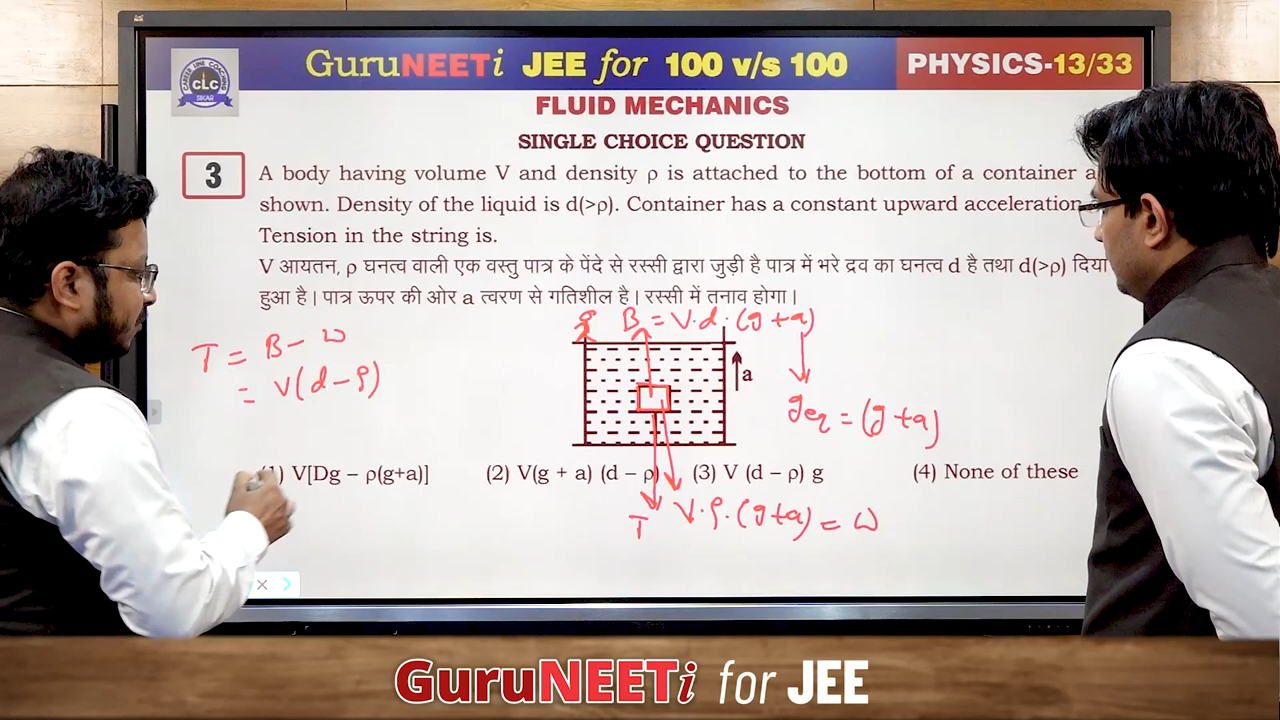 GuruNEETi JEE for 100 v/s 100
PHYSICS-13/33
CLC
SIKAR
FLUID MECHANICS
SINGLE CHOICE QUESTION
3
A body having volume V and density ρ is attached to the bottom of a container a
shown. Density of the liquid is d(>ρ). Container has a constant upward acceleration
Tension in the string is.
V आयतन, ρ घनत्व वाली एक वस्तु पात्र के पेंदे से रस्सी द्वारा जुड़ी है पात्र में भरे द्रव का घनत्व d है तथा d(>ρ) दिया
हुआ है। पात्र ऊपर की ओर a त्वरण से गतिशील है। रस्सी में तनाव होगा।
B = V·d·(g+a)
T = B - W
= V(d-ρ)
a
geq = (g+a)
(1) V[Dg – ρ(g+a)]
(2) V(g + a) (d – ρ)
(3) V (d – ρ) g
(4) None of these
T
V·ρ·(g+a) = W
GuruNEETi for JEE